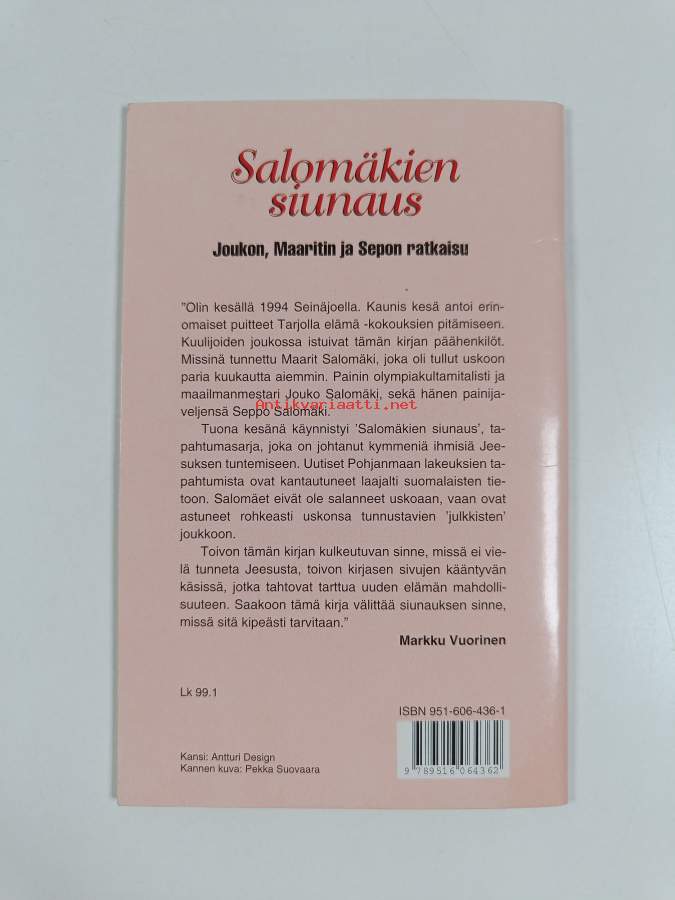 Salomäkien
siunaus
Joukon, Maaritin ja Sepon ratkaisu
"Olin kesällä 1994 Seinäjoella. Kaunis kesä antoi erin-
omaiset puitteet Tarjolla elämä -kokouksien pitämiseen.
Kuulijoiden joukossa istuivat tämän kirjan päähenkilöt.
Missinä tunnettu Maarit Salomäki, joka oli tullut uskoon
paria kuukautta aiemmin. Painin olympiakultamitalisti ja
maailmanmestari Jouko Salomäki, sekä hänen painija-
Antikvariaatti.net
veljensä Seppo Salomäki.
Tuona kesänä käynnistyi 'Salomäkien siunaus', ta-
pahtumasarja, joka on johtanut kymmeniä ihmisiä Jee-
suksen tuntemiseen. Uutiset Pohjanmaan lakeuksien ta-
pahtumista ovat kantautuneet laajalti suomalaisten tie-
toon. Salomäet eivät ole salanneet uskoaan, vaan ovat
astuneet rohkeasti uskonsa tunnustavien 'julkkisten'
joukkoon.
Toivon tämän kirjan kulkeutuvan sinne, missä ei vie-
lä tunneta Jeesusta, toivon kirjasen sivujen kääntyvän
käsissä, jotka tahtovat tarttua uuden elämän mahdolli-
suuteen. Saakoon tämä kirja välittää siunauksen sinne,
missä sitä kipeästi tarvitaan."
Markku Vuorinen
Lk 99.1
ISBN 951-606-436-1
Kansi: Antturi Design
Kannen kuva: Pekka Suovaara
9 789516 064362